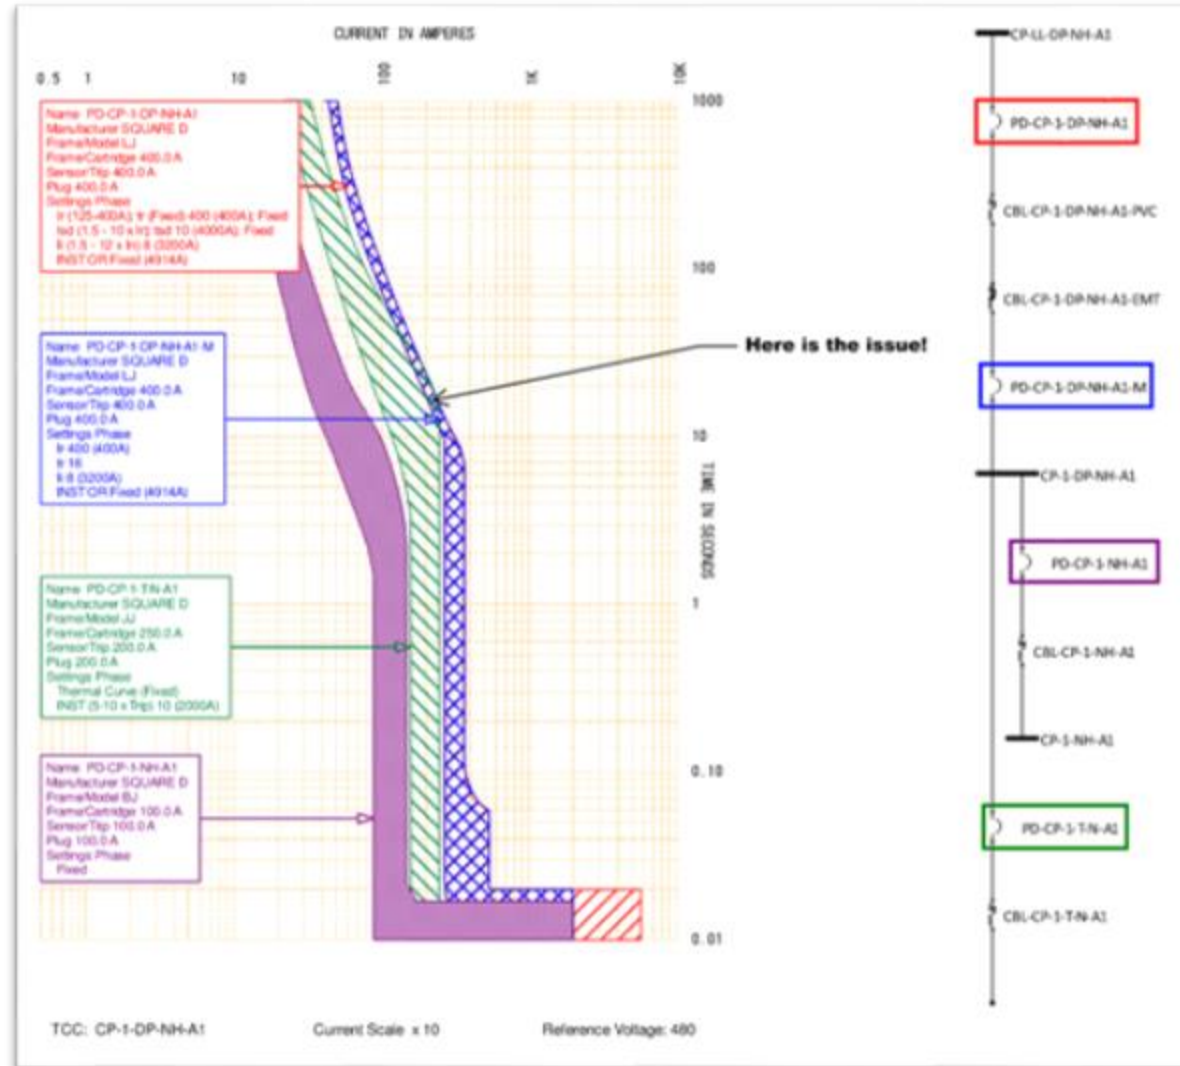 CURRENT IN AMPERES
0.5 1 10 100 1K 10K
1000
100
10
1
0.10
0.01
TIME IN SECONDS
Name PD-CP-1-DP-NH-A1
Manufacturer SQUARE D
Frame/Model LJ
Frame/Cartridge 400.0 A
Sensor/Trip 400.0 A
Plug 400.0 A
Settings Phase
Ir (125-400A); tr (Fixed) 400 (400A); Fixed
Isd (1.5 - 10 x Ir); tsd 10 (4000A); Fixed
Ii (1.5 - 12 x In) 8 (3200A)
INST OR Fixed (4914A)
Name PD-CP-1-DP-NH-A1-M
Manufacturer SQUARE D
Frame/Model LJ
Frame/Cartridge 400.0 A
Sensor/Trip 400.0 A
Plug 400.0 A
Settings Phase
Ir 400 (400A)
tr 16
Ii 8 (3200A)
INST OR Fixed (4914A)
Name PD-CP-1-T-N-A1
Manufacturer SQUARE D
Frame/Model JJ
Frame/Cartridge 250.0 A
Sensor/Trip 200.0 A
Plug 200.0 A
Settings Phase
Thermal Curve (Fixed)
INST (5-10 x Trip) 10 (2000A)
Name PD-CP-1-NH-A1
Manufacturer SQUARE D
Frame/Model BJ
Frame/Cartridge 100.0 A
Sensor/Trip 100.0 A
Plug 100.0 A
Settings Phase
Fixed
Here is the issue!
CP-LL-DP-NH-A1
PD-CP-1-DP-NH-A1
CBL-CP-1-DP-NH-A1-PVC
CBL-CP-1-DP-NH-A1-EMT
PD-CP-1-DP-NH-A1-M
CP-1-DP-NH-A1
PD-CP-1-NH-A1
CBL-CP-1-NH-A1
CP-1-NH-A1
PD-CP-1-T-N-A1
CBL-CP-1-T-N-A1
TCC: CP-1-DP-NH-A1 Current Scale x 10 Reference Voltage: 480